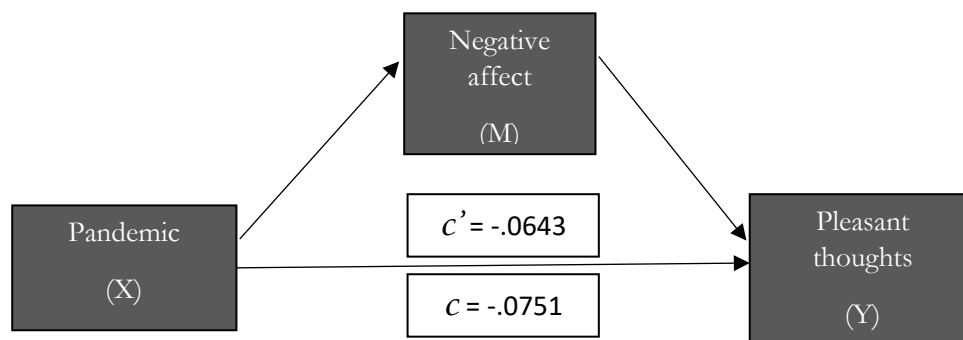 Negative
affect
(M)
Pandemic
(X)
c’ = -.0643
c = -.0751
Pleasant
thoughts
(Y)